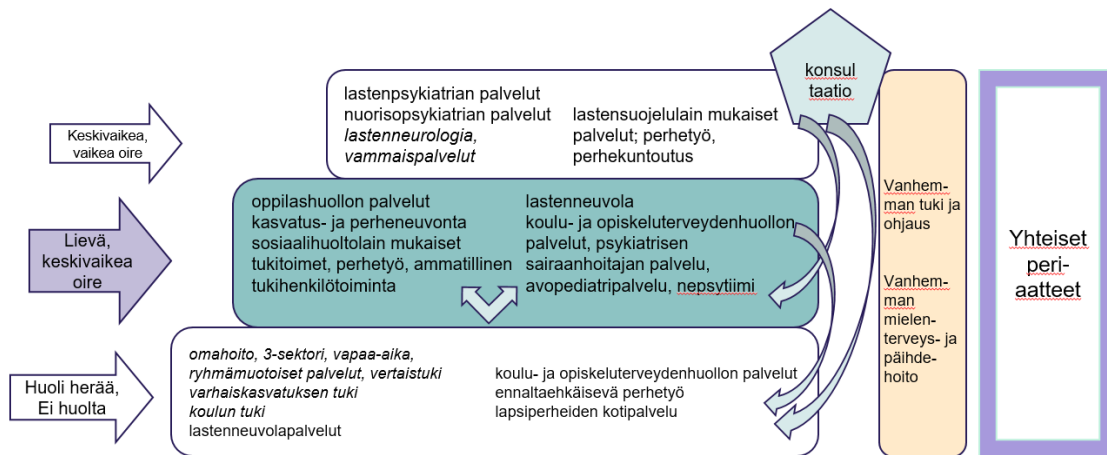 konsul
taatio
Keskivaikea,
vaikea oire
lastenpsykiatrian palvelut
nuorisopsykiatrian palvelut
lastenneurologia,
vammaispalvelut
lastensuojelulain mukaiset
palvelut; perhetyö,
perhekuntoutus
Lievä,
keskivaikea
oire
oppilashuollon palvelut
kasvatus- ja perheneuvonta
sosiaalihuoltolain mukaiset
tukitoimet, perhetyö, ammatillinen
tukihenkilötoiminta
lastenneuvola
koulu- ja opiskeluterveydenhuollon
palvelut, psykiatrisen
sairaanhoitajan palvelu,
avopediatripalvelu, nepsytiimi
Huoli herää,
Ei huolta
omahoito, 3-sektori, vapaa-aika,
ryhmämuotoiset palvelut, vertaistuki
varhaiskasvatuksen tuki
koulun tuki
lastenneuvolapalvelut
koulu- ja opiskeluterveydenhuollon palvelut
ennaltaehkäisevä perhetyö
lapsiperheiden kotipalvelu
Vanhem-
man tuki ja
ohjaus
Vanhem-
man
mielen-
terveys- ja
päihde-
hoito
Yhteiset
peri-
aatteet